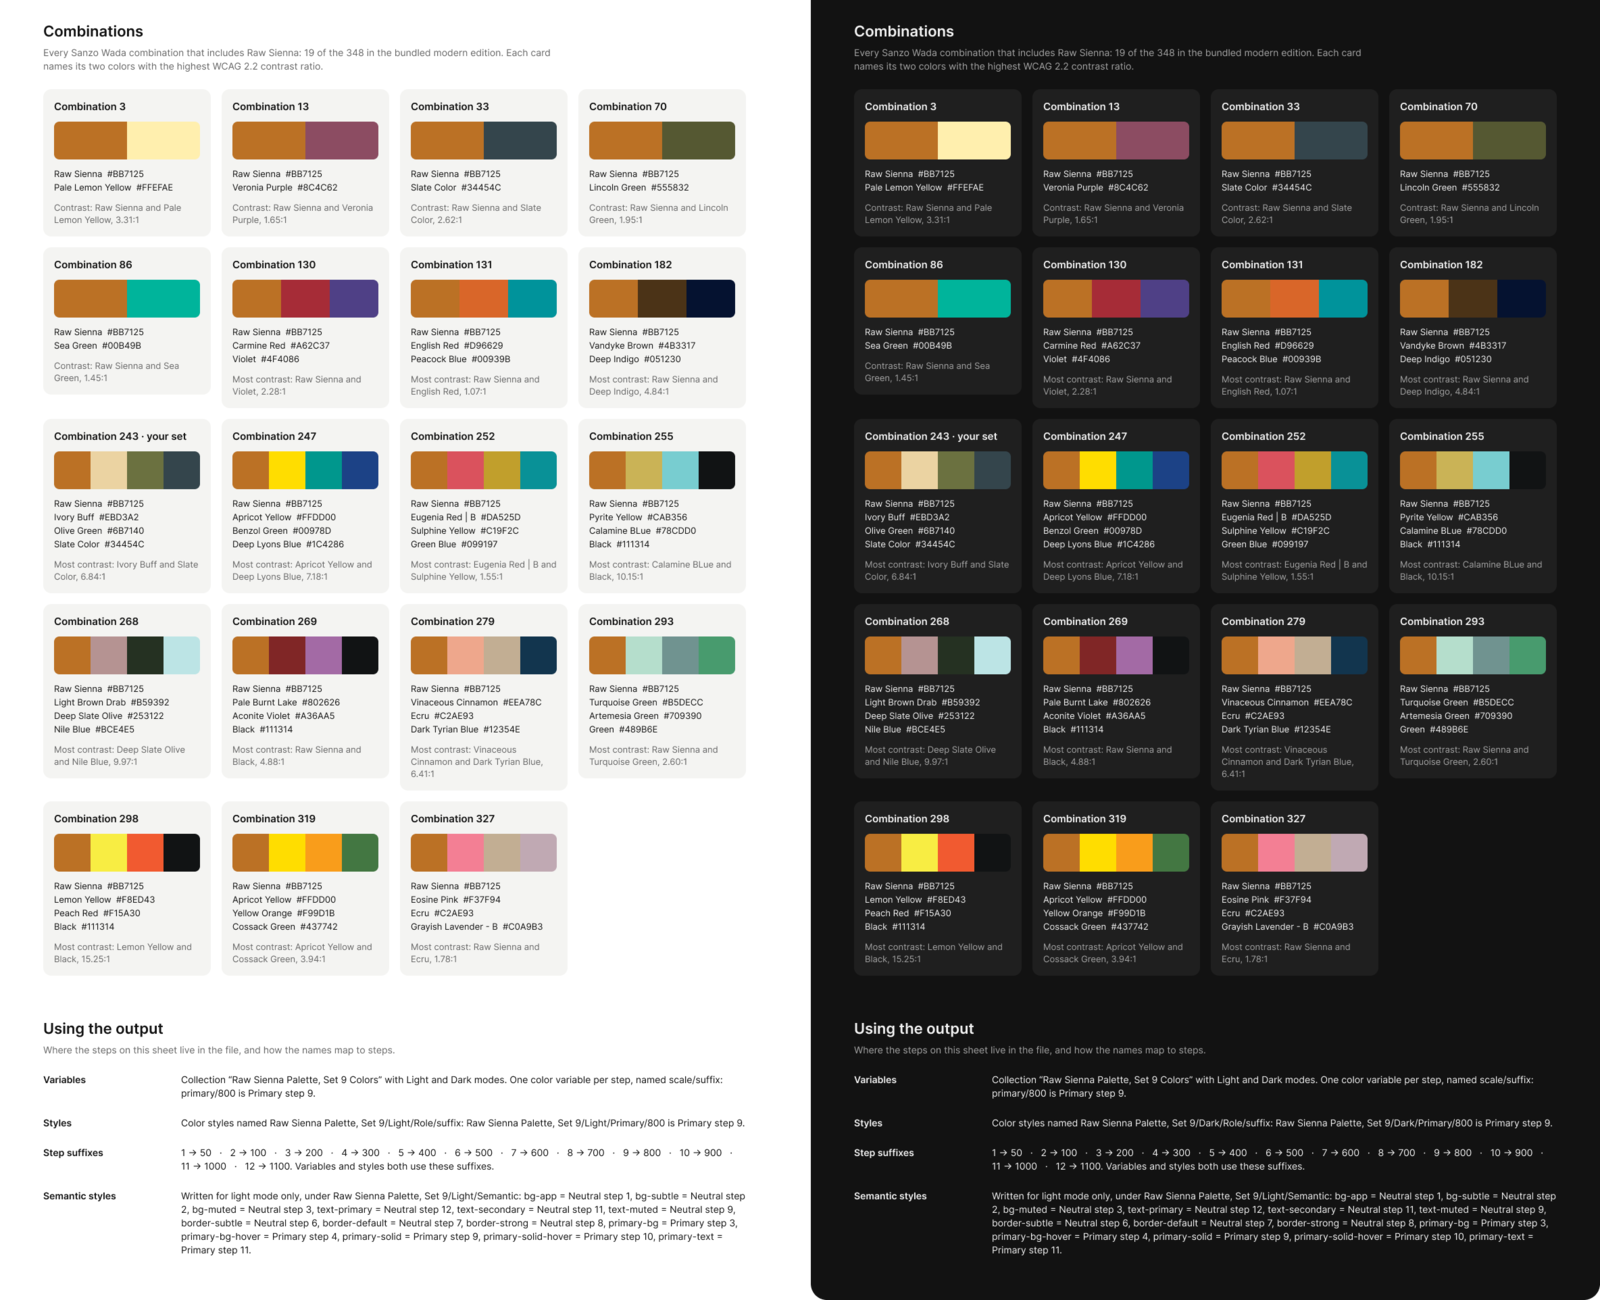 Combinations
Every Sanzo Wada combination that includes Raw Sienna: 19 of the 348 in the bundled modern edition. Each card
names its two colors with the highest WCAG 2.2 contrast ratio.
Combination 3
Raw Sienna #BB7125
Pale Lemon Yellow #FFEFAE
Contrast: Raw Sienna and Pale
Lemon Yellow, 3.31:1
Combination 13
Raw Sienna #BB7125
Veronia Purple #8C4C62
Contrast: Raw Sienna and Veronia
Purple, 1.65:1
Combination 33
Raw Sienna #BB7125
Slate Color #34454C
Contrast: Raw Sienna and Slate
Color, 2.62:1
Combination 70
Raw Sienna #BB7125
Lincoln Green #555832
Contrast: Raw Sienna and Lincoln
Green, 1.95:1
Combination 86
Raw Sienna #BB7125
Sea Green #00B49B
Contrast: Raw Sienna and Sea
Green, 1.45:1
Combination 130
Raw Sienna #BB7125
Carmine Red #A62C37
Violet #4F4086
Most contrast: Raw Sienna and
Violet, 2.28:1
Combination 131
Raw Sienna #BB7125
English Red #D96629
Peacock Blue #00939B
Most contrast: Raw Sienna and
English Red, 1.07:1
Combination 182
Raw Sienna #BB7125
Vandyke Brown #4B3317
Deep Indigo #051230
Most contrast: Raw Sienna and
Deep Indigo, 4.84:1
Combination 243 · your set
Raw Sienna #BB7125
Ivory Buff #EBD3A2
Olive Green #6B7140
Slate Color #34454C
Most contrast: Ivory Buff and Slate
Color, 6.84:1
Combination 247
Raw Sienna #BB7125
Apricot Yellow #FFDD00
Benzol Green #00978D
Deep Lyons Blue #1C4286
Most contrast: Apricot Yellow and
Deep Lyons Blue, 7.18:1
Combination 252
Raw Sienna #BB7125
Eugenia Red | B #DA525D
Sulphine Yellow #C19F2C
Green Blue #099197
Most contrast: Eugenia Red | B and
Sulphine Yellow, 1.55:1
Combination 255
Raw Sienna #BB7125
Pyrite Yellow #CAB356
Calamine BLue #78CDD0
Black #111314
Most contrast: Calamine BLue and
Black, 10.15:1
Combination 268
Raw Sienna #BB7125
Light Brown Drab #B59392
Deep Slate Olive #253122
Nile Blue #BCE4E5
Most contrast: Deep Slate Olive
and Nile Blue, 9.97:1
Combination 269
Raw Sienna #BB7125
Pale Burnt Lake #802626
Aconite Violet #A36AA5
Black #111314
Most contrast: Raw Sienna and
Black, 4.88:1
Combination 279
Raw Sienna #BB7125
Vinaceous Cinnamon #EEA78C
Ecru #C2AE93
Dark Tyrian Blue #12354E
Most contrast: Vinaceous
Cinnamon and Dark Tyrian Blue,
6.41:1
Combination 293
Raw Sienna #BB7125
Turquoise Green #B5DECC
Artemesia Green #709390
Green #489B6E
Most contrast: Raw Sienna and
Turquoise Green, 2.60:1
Combination 298
Raw Sienna #BB7125
Lemon Yellow #F8ED43
Peach Red #F15A30
Black #111314
Most contrast: Lemon Yellow and
Black, 15.25:1
Combination 319
Raw Sienna #BB7125
Apricot Yellow #FFDD00
Yellow Orange #F99D1B
Cossack Green #437742
Most contrast: Apricot Yellow and
Cossack Green, 3.94:1
Combination 327
Raw Sienna #BB7125
Eosine Pink #F37F94
Ecru #C2AE93
Grayish Lavender - B #C0A9B3
Most contrast: Raw Sienna and
Ecru, 1.78:1
Using the output
Where the steps on this sheet live in the file, and how the names map to steps.
Variables
Collection “Raw Sienna Palette, Set 9 Colors” with Light and Dark modes. One color variable per step, named scale/suffix:
primary/800 is Primary step 9.
Styles
Color styles named Raw Sienna Palette, Set 9/Light/Role/suffix: Raw Sienna Palette, Set 9/Light/Primary/800 is Primary step 9.
Step suffixes
1 → 50 · 2 → 100 · 3 → 200 · 4 → 300 · 5 → 400 · 6 → 500 · 7 → 600 · 8 → 700 · 9 → 800 · 10 → 900 ·
11 → 1000 · 12 → 1100. Variables and styles both use these suffixes.
Semantic styles
Written for light mode only, under Raw Sienna Palette, Set 9/Light/Semantic: bg-app = Neutral step 1, bg-subtle = Neutral step
2, bg-muted = Neutral step 3, text-primary = Neutral step 12, text-secondary = Neutral step 11, text-muted = Neutral step 9,
border-subtle = Neutral step 6, border-default = Neutral step 7, border-strong = Neutral step 8, primary-bg = Primary step 3,
primary-bg-hover = Primary step 4, primary-solid = Primary step 9, primary-solid-hover = Primary step 10, primary-text =
Primary step 11.
Combinations
Every Sanzo Wada combination that includes Raw Sienna: 19 of the 348 in the bundled modern edition. Each card
names its two colors with the highest WCAG 2.2 contrast ratio.
Combination 3
Raw Sienna #BB7125
Pale Lemon Yellow #FFEFAE
Contrast: Raw Sienna and Pale
Lemon Yellow, 3.31:1
Combination 13
Raw Sienna #BB7125
Veronia Purple #8C4C62
Contrast: Raw Sienna and Veronia
Purple, 1.65:1
Combination 33
Raw Sienna #BB7125
Slate Color #34454C
Contrast: Raw Sienna and Slate
Color, 2.62:1
Combination 70
Raw Sienna #BB7125
Lincoln Green #555832
Contrast: Raw Sienna and Lincoln
Green, 1.95:1
Combination 86
Raw Sienna #BB7125
Sea Green #00B49B
Contrast: Raw Sienna and Sea
Green, 1.45:1
Combination 130
Raw Sienna #BB7125
Carmine Red #A62C37
Violet #4F4086
Most contrast: Raw Sienna and
Violet, 2.28:1
Combination 131
Raw Sienna #BB7125
English Red #D96629
Peacock Blue #00939B
Most contrast: Raw Sienna and
English Red, 1.07:1
Combination 182
Raw Sienna #BB7125
Vandyke Brown #4B3317
Deep Indigo #051230
Most contrast: Raw Sienna and
Deep Indigo, 4.84:1
Combination 243 · your set
Raw Sienna #BB7125
Ivory Buff #EBD3A2
Olive Green #6B7140
Slate Color #34454C
Most contrast: Ivory Buff and Slate
Color, 6.84:1
Combination 247
Raw Sienna #BB7125
Apricot Yellow #FFDD00
Benzol Green #00978D
Deep Lyons Blue #1C4286
Most contrast: Apricot Yellow and
Deep Lyons Blue, 7.18:1
Combination 252
Raw Sienna #BB7125
Eugenia Red | B #DA525D
Sulphine Yellow #C19F2C
Green Blue #099197
Most contrast: Eugenia Red | B and
Sulphine Yellow, 1.55:1
Combination 255
Raw Sienna #BB7125
Pyrite Yellow #CAB356
Calamine BLue #78CDD0
Black #111314
Most contrast: Calamine BLue and
Black, 10.15:1
Combination 268
Raw Sienna #BB7125
Light Brown Drab #B59392
Deep Slate Olive #253122
Nile Blue #BCE4E5
Most contrast: Deep Slate Olive
and Nile Blue, 9.97:1
Combination 269
Raw Sienna #BB7125
Pale Burnt Lake #802626
Aconite Violet #A36AA5
Black #111314
Most contrast: Raw Sienna and
Black, 4.88:1
Combination 279
Raw Sienna #BB7125
Vinaceous Cinnamon #EEA78C
Ecru #C2AE93
Dark Tyrian Blue #12354E
Most contrast: Vinaceous
Cinnamon and Dark Tyrian Blue,
6.41:1
Combination 293
Raw Sienna #BB7125
Turquoise Green #B5DECC
Artemesia Green #709390
Green #489B6E
Most contrast: Raw Sienna and
Turquoise Green, 2.60:1
Combination 298
Raw Sienna #BB7125
Lemon Yellow #F8ED43
Peach Red #F15A30
Black #111314
Most contrast: Lemon Yellow and
Black, 15.25:1
Combination 319
Raw Sienna #BB7125
Apricot Yellow #FFDD00
Yellow Orange #F99D1B
Cossack Green #437742
Most contrast: Apricot Yellow and
Cossack Green, 3.94:1
Combination 327
Raw Sienna #BB7125
Eosine Pink #F37F94
Ecru #C2AE93
Grayish Lavender - B #C0A9B3
Most contrast: Raw Sienna and
Ecru, 1.78:1
Using the output
Where the steps on this sheet live in the file, and how the names map to steps.
Variables
Collection “Raw Sienna Palette, Set 9 Colors” with Light and Dark modes. One color variable per step, named scale/suffix:
primary/800 is Primary step 9.
Styles
Color styles named Raw Sienna Palette, Set 9/Dark/Role/suffix: Raw Sienna Palette, Set 9/Dark/Primary/800 is Primary step 9.
Step suffixes
1 → 50 · 2 → 100 · 3 → 200 · 4 → 300 · 5 → 400 · 6 → 500 · 7 → 600 · 8 → 700 · 9 → 800 · 10 → 900 ·
11 → 1000 · 12 → 1100. Variables and styles both use these suffixes.
Semantic styles
Written for light mode only, under Raw Sienna Palette, Set 9/Light/Semantic: bg-app = Neutral step 1, bg-subtle = Neutral step
2, bg-muted = Neutral step 3, text-primary = Neutral step 12, text-secondary = Neutral step 11, text-muted = Neutral step 9,
border-subtle = Neutral step 6, border-default = Neutral step 7, border-strong = Neutral step 8, primary-bg = Primary step 3,
primary-bg-hover = Primary step 4, primary-solid = Primary step 9, primary-solid-hover = Primary step 10, primary-text =
Primary step 11.